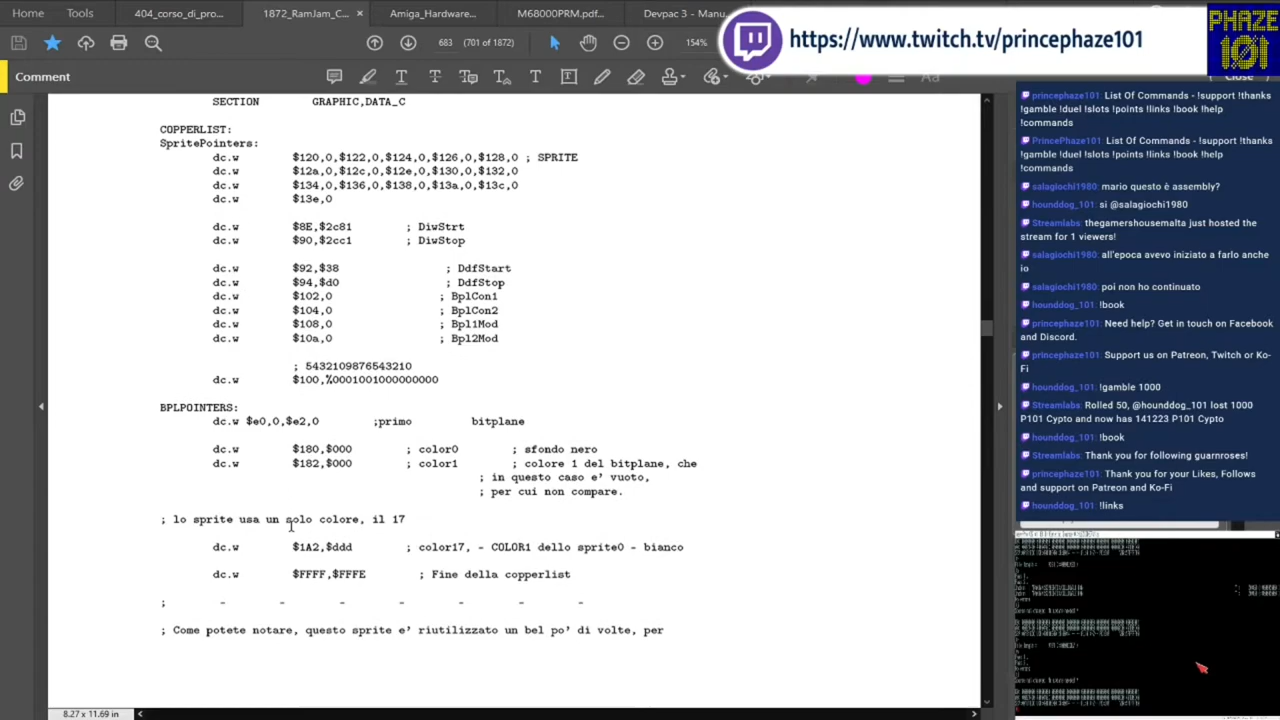 Home
Tools
404_corso_di_pro...
1872_RamJam_C...
Amiga_Hardware...
M68000PRM.pdf...
Devpac 3 - Manu...
https://www.twitch.tv/princephaze101
PHAZE
101
683
(701 of 1872)
154%
Comment
Close
SECTION GRAPHIC,DATA_C
COPPERLIST:
SpritePointers:
dc.w $120,0,$122,0,$124,0,$126,0,$128,0 ; SPRITE
dc.w $12a,0,$12c,0,$12e,0,$130,0,$132,0
dc.w $134,0,$136,0,$138,0,$13a,0,$13c,0
dc.w $13e,0
dc.w $8E,$2c81 ; DiwStrt
dc.w $90,$2cc1 ; DiwStop
dc.w $92,$38 ; DdfStart
dc.w $94,$d0 ; DdfStop
dc.w $102,0 ; BplCon1
dc.w $104,0 ; BplCon2
dc.w $108,0 ; Bpl1Mod
dc.w $10a,0 ; Bpl2Mod
; 5432109876543210
dc.w $100,%0001001000000000
BPLPOINTERS:
dc.w $e0,0,$e2,0 ;primo bitplane
dc.w $180,$000 ; color0 ; sfondo nero
dc.w $182,$000 ; color1 ; colore 1 del bitplane, che
; in questo caso e' vuoto,
; per cui non compare.
; lo sprite usa un solo colore, il 17
dc.w $1A2,$ddd ; color17, - COLOR1 dello sprite0 - bianco
dc.w $FFFF,$FFFE ; Fine della copperlist
; - - - - - - -
; Come potete notare, questo sprite e' riutilizzato un bel po' di volte, per
8.27 x 11.69 in
princephaze101: List Of Commands - !support !thanks
!gamble !duel !slots !points !links !book !help
!commands
PrincePhaze101: List Of Commands - !support !thanks
!gamble !duel !slots !points !links !book !help
!commands
salagiochi1980: mario questo è assembly?
hounddog_101: si @salagiochi1980
Streamlabs: thegamershousemalta just hosted the
stream for 1 viewers!
salagiochi1980: all'epoca avevo iniziato a farlo anche
io
salagiochi1980: poi non ho continuato
hounddog_101: !book
princephaze101: Need help? Get in touch on Facebook
and Discord.
princephaze101: Support us on Patreon, Twitch or Ko-
Fi
hounddog_101: !gamble 1000
Streamlabs: Rolled 50, @hounddog_101 lost 1000
P101 Cypto and now has 141223 P101 Cypto
hounddog_101: !book
Streamlabs: Thank you for following guarnroses!
princephaze101: Thank you for your Likes, Follows
and support on Patreon and Ko-Fi
hounddog_101: !links